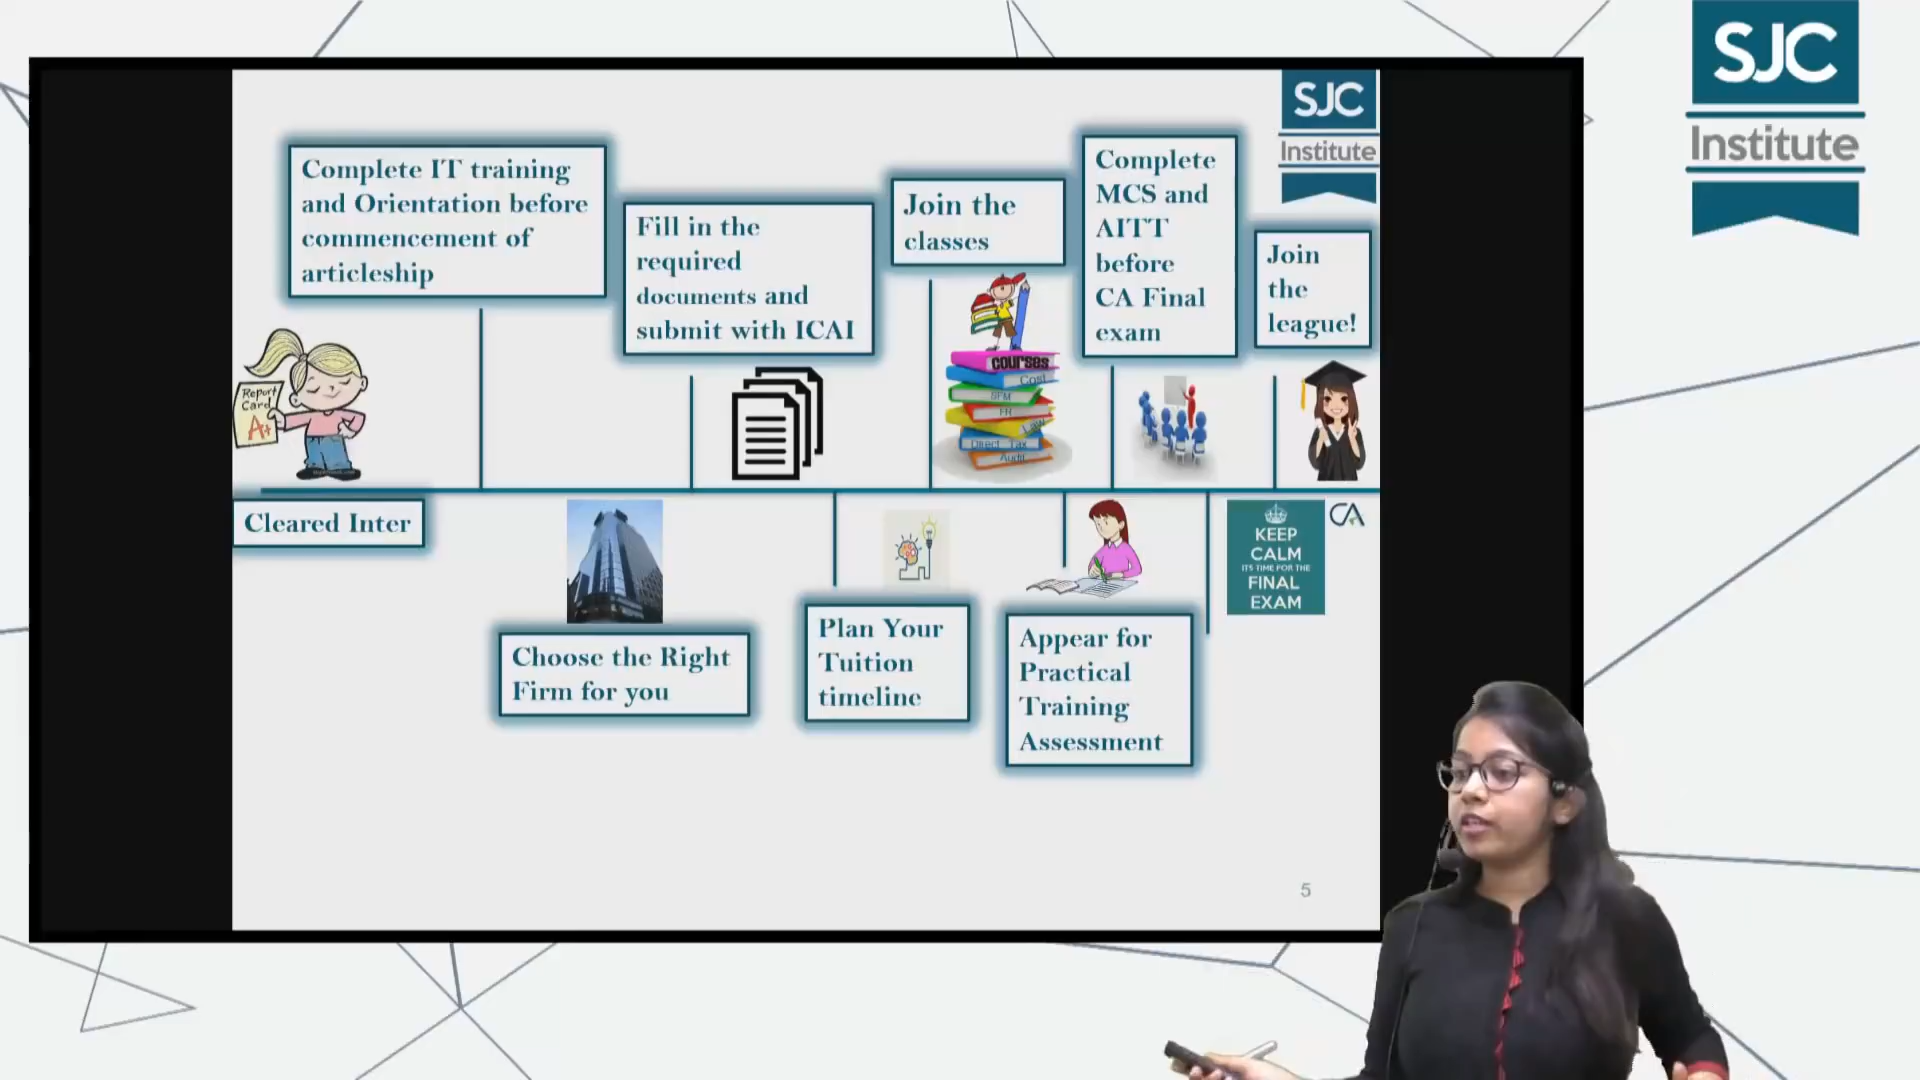 SJC
Institute
SJC
Institute
Complete IT training
and Orientation before
commencement of
articleship
Fill in the
required
documents and
submit with ICAI
Join the
classes
Complete
MCS and
AITT
before
CA Final
exam
Join
the
league!
Report
Card
A+
courses
Cost
SFM
FR
Law
Direct Tax
Audit
Cleared Inter
KEEP
CALM
ITS TIME FOR THE
FINAL
EXAM
CA
Choose the Right
Firm for you
Plan Your
Tuition
timeline
Appear for
Practical
Training
Assessment
5